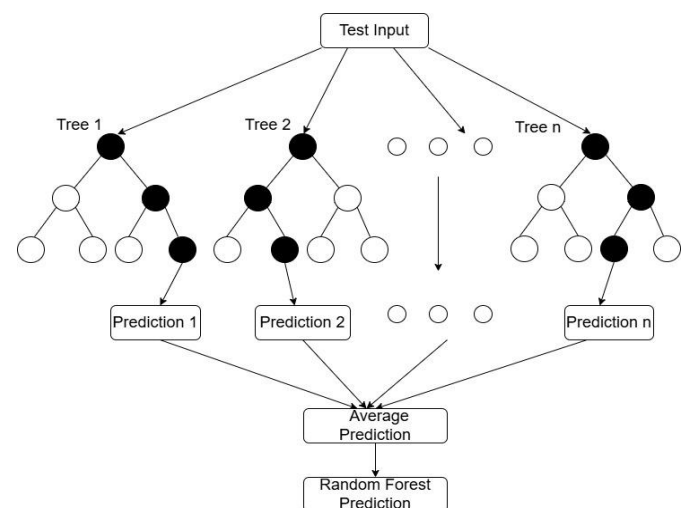 Test Input
Tree 1
Tree 2
Tree n
Prediction 1
Prediction 2
Prediction n
Average
Prediction
Random Forest
Prediction